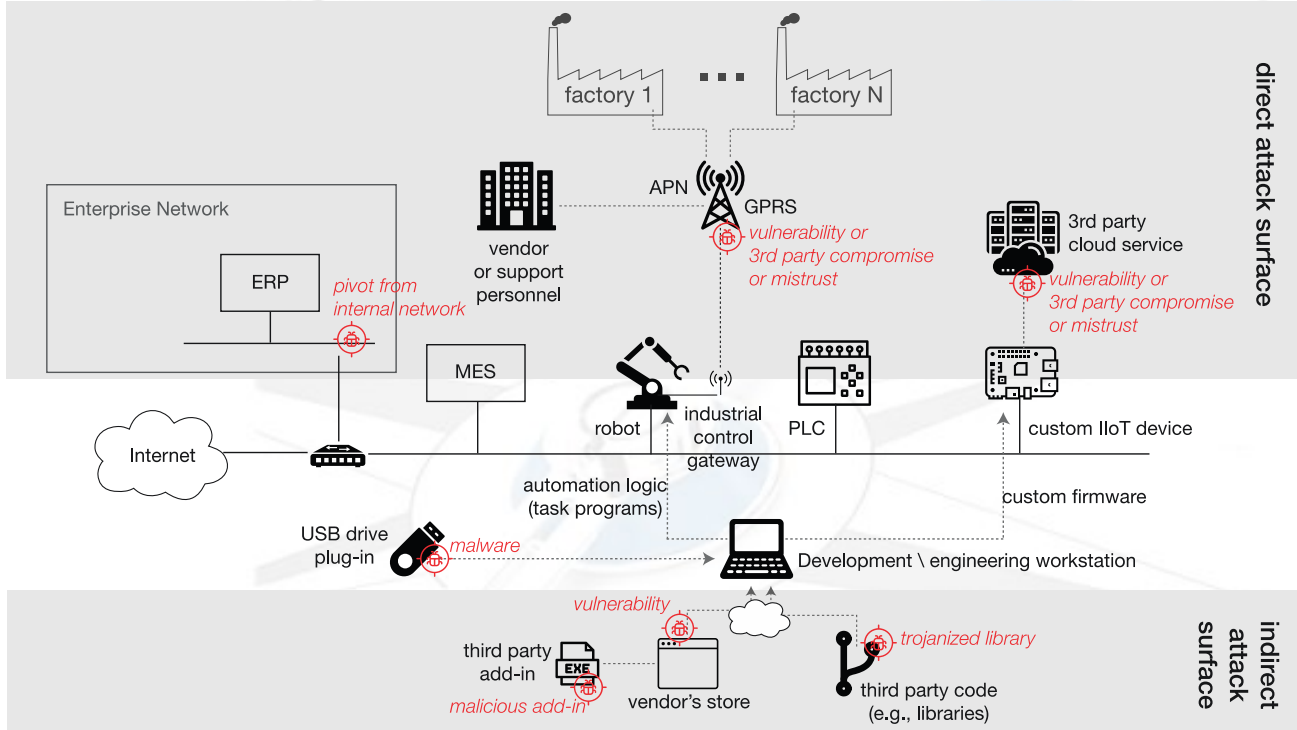 factory 1
factory N
direct attack surface
APN
GPRS
Enterprise Network
vendor
or support
personnel
vulnerability or
3rd party compromise
or mistrust
3rd party
cloud service
vulnerability or
3rd party compromise
or mistrust
ERP
pivot from
internal network
MES
robot
industrial
control
gateway
PLC
custom IIoT device
Internet
automation logic
(task programs)
custom firmware
USB drive
plug-in
malware
Development \ engineering workstation
vulnerability
third party
add-in
EXE
malicious add-in
vendor's store
trojanized library
third party code
(e.g., libraries)
indirect
attack
surface